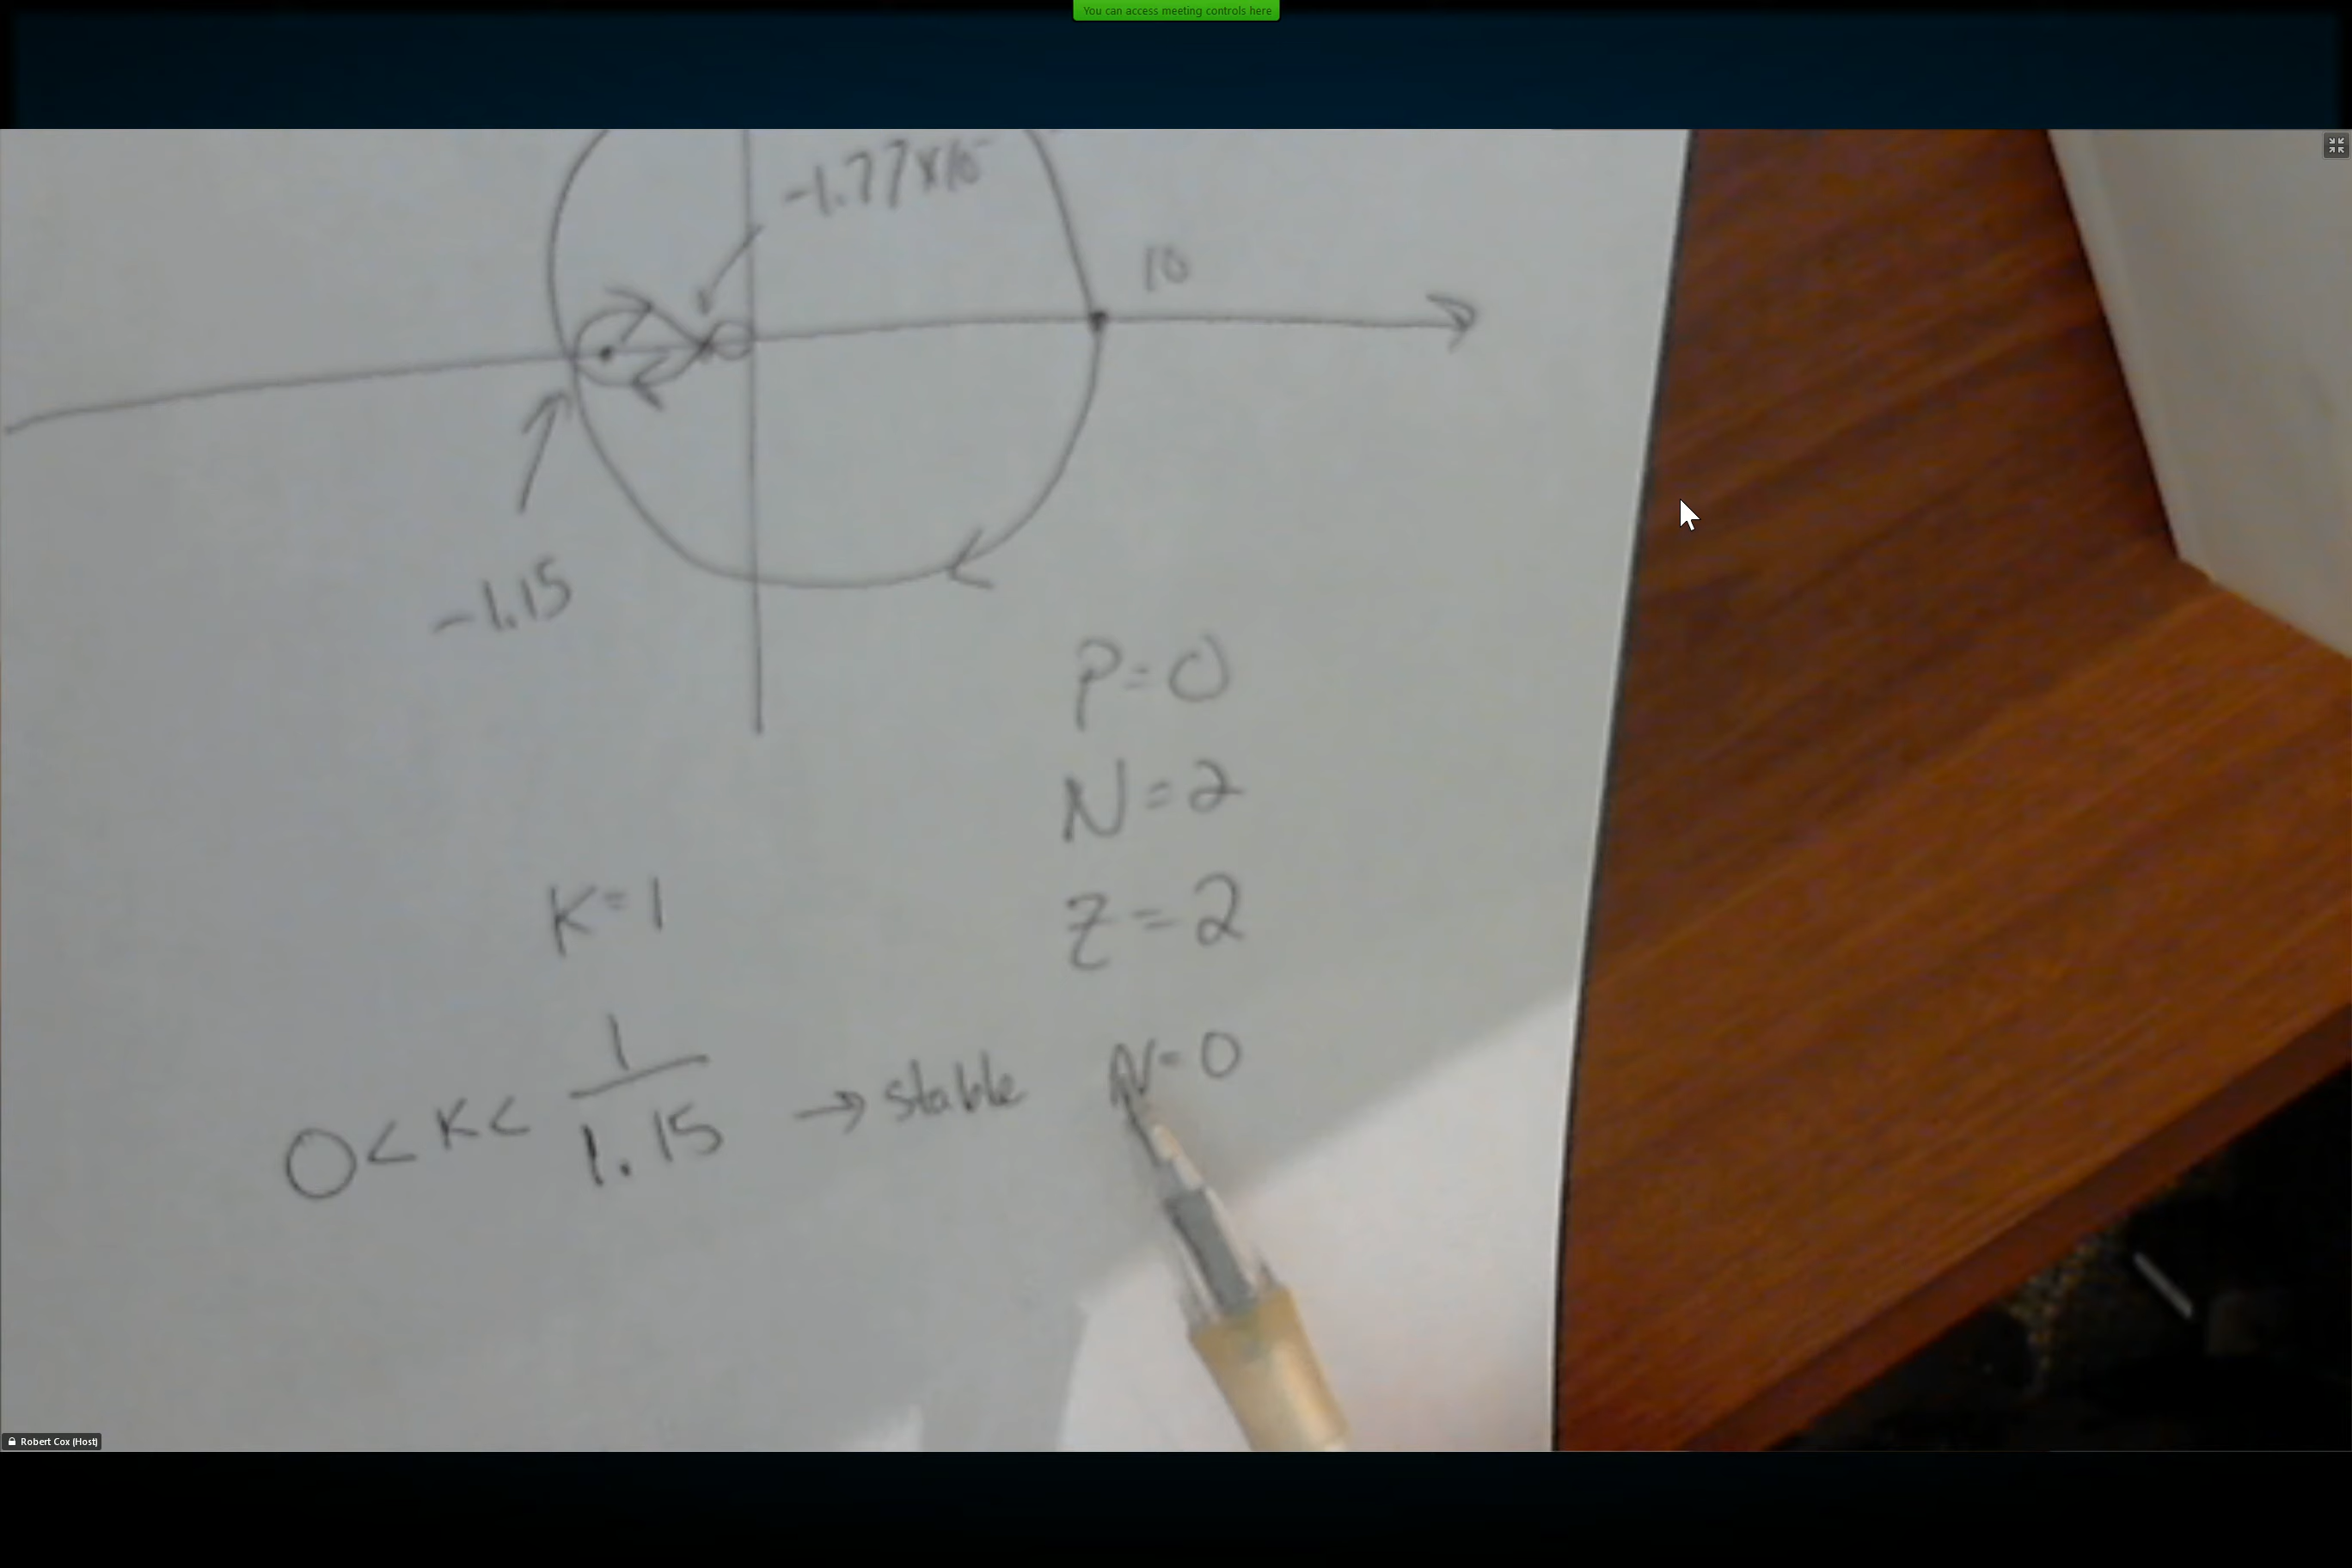 You can access meeting controls here
-1.77x10-
10
-1.15
P=0
N=2
K=1
Z=2
0<K<1/1.15 → stable N=0
Robert Cox (Host)